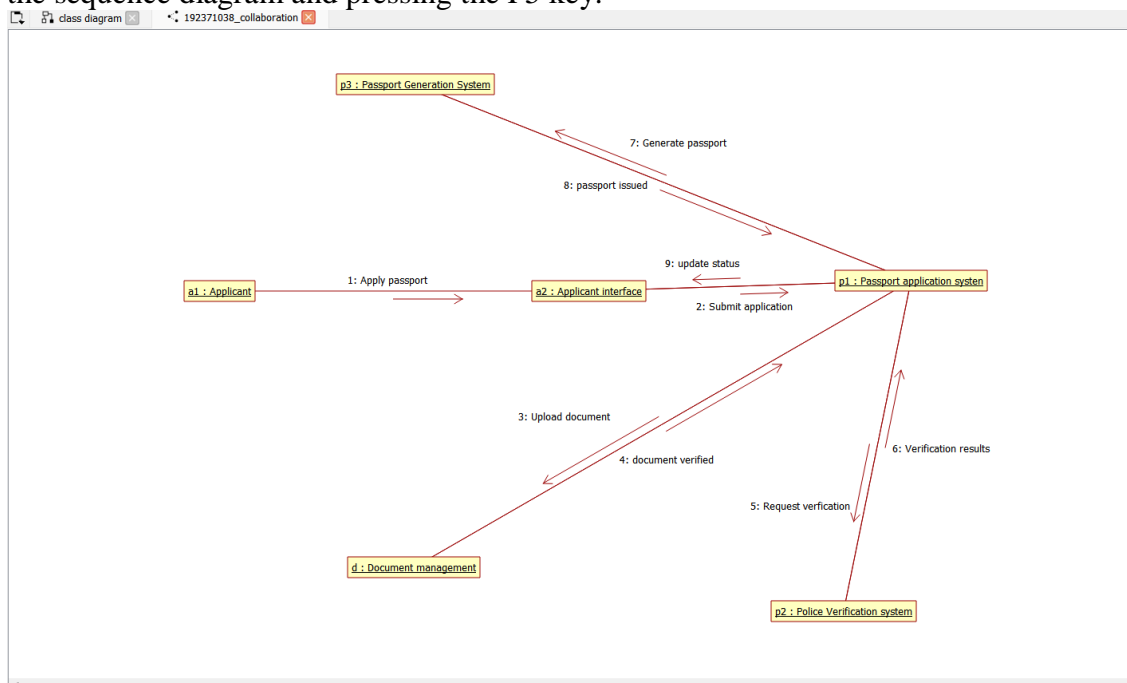 the sequence diagram and pressing the F5 key.
class diagram
192371038_collaboration
p3 : Passport Generation System
7: Generate passport
8: passport issued
9: update status
1: Apply passport
a1 : Applicant
a2 : Applicant interface
p1 : Passport application systen
2: Submit application
3: Upload document
4: document verified
6: Verification results
5: Request verfication
d : Document management
p2 : Police Verification system